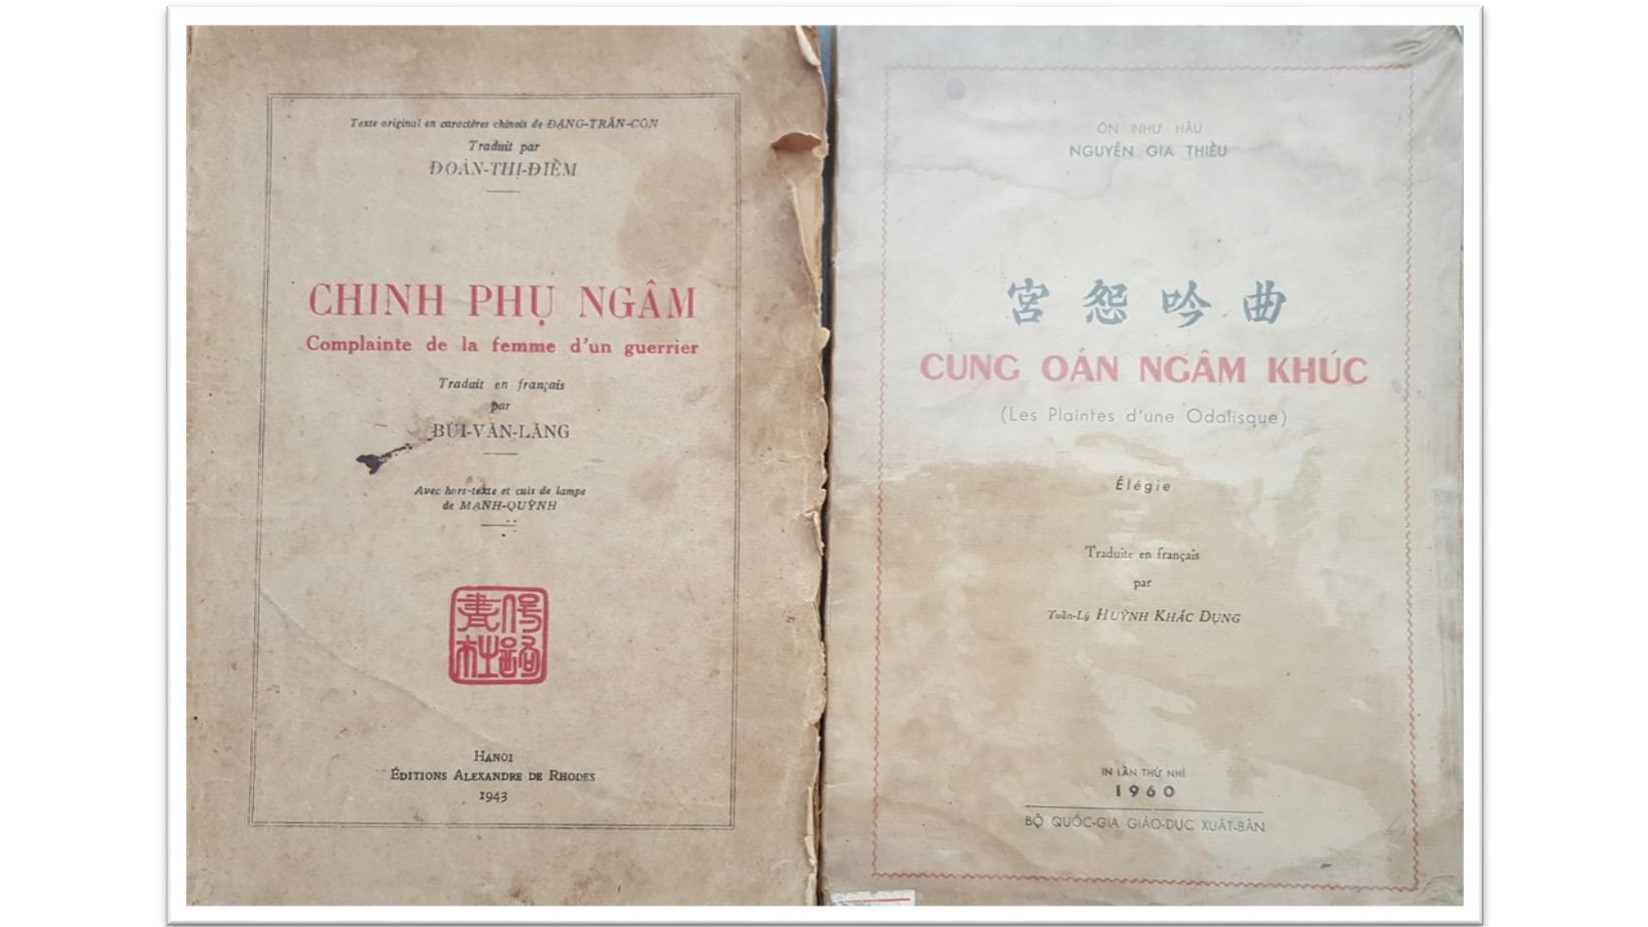 Texte original en caractères chinois de ĐẶNG-TRẦN-CÔN
Traduit par
ĐOÀN-THỊ-ĐIỂM
CHINH PHỤ NGÂM
Complainte de la femme d'un guerrier
Traduit en français
par
BÙI-VĂN-LĂNG
Avec hors-texte et culs de lampe
de MẠNH-QUỲNH
HANOI
ÉDITIONS ALEXANDRE DE RHODES
1943
ÔN NHƯ HẦU
NGUYỄN GIA THIỀU
宮怨吟曲
CUNG OÁN NGÂM KHÚC
(Les Plaintes d'une Odalisque)
Élégie
Traduite en français
par
Tuần-Lý HUỲNH KHẮC DỤNG
IN LẦN THỨ NHÌ
1960
BỘ QUỐC-GIA GIÁO-DỤC XUẤT-BẢN